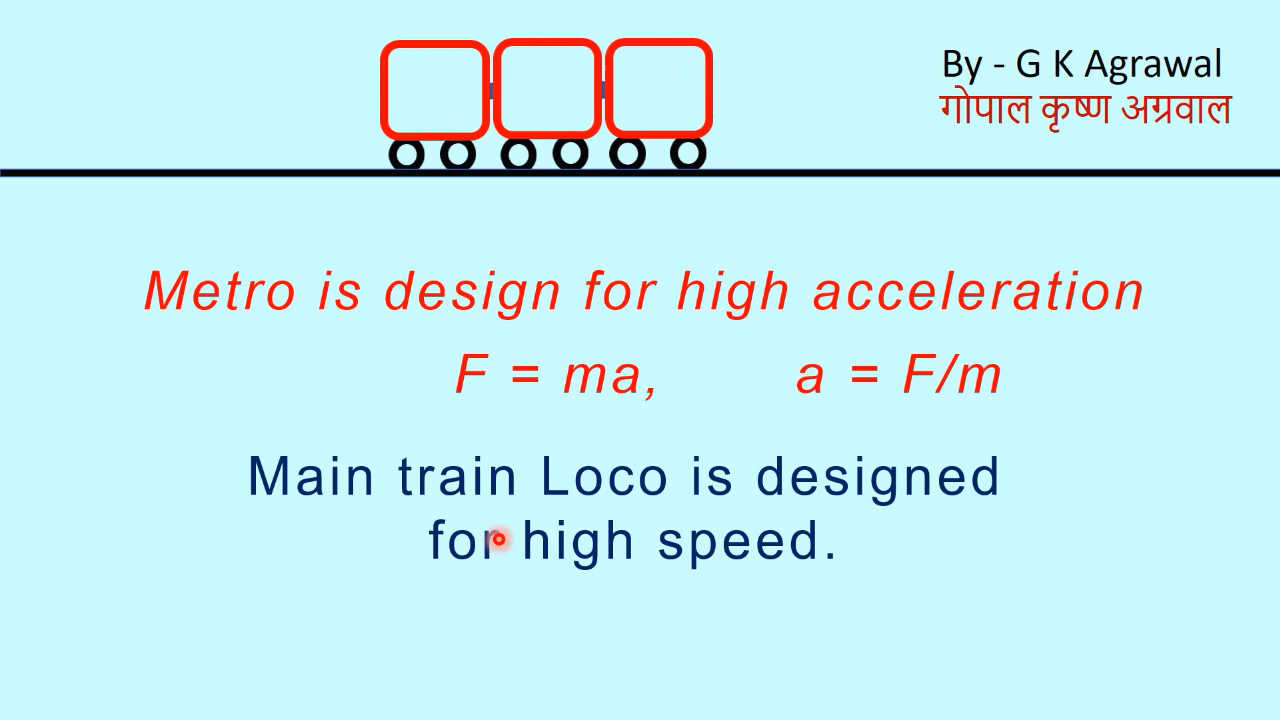 By - G K Agrawal
गोपाल कृष्ण अग्रवाल
Metro is design for high acceleration
F = ma, a = F/m
Main train Loco is designed
for high speed.